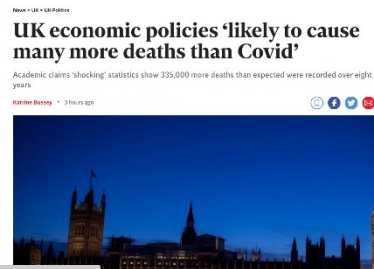 News • UK • UK Politics
UK economic policies ‘likely to cause
many more deaths than Covid’
Academic claims ‘shocking’ statistics show 335,000 more deaths than expected were recorded over eight
years
Katrine Bussey • 3 hours ago